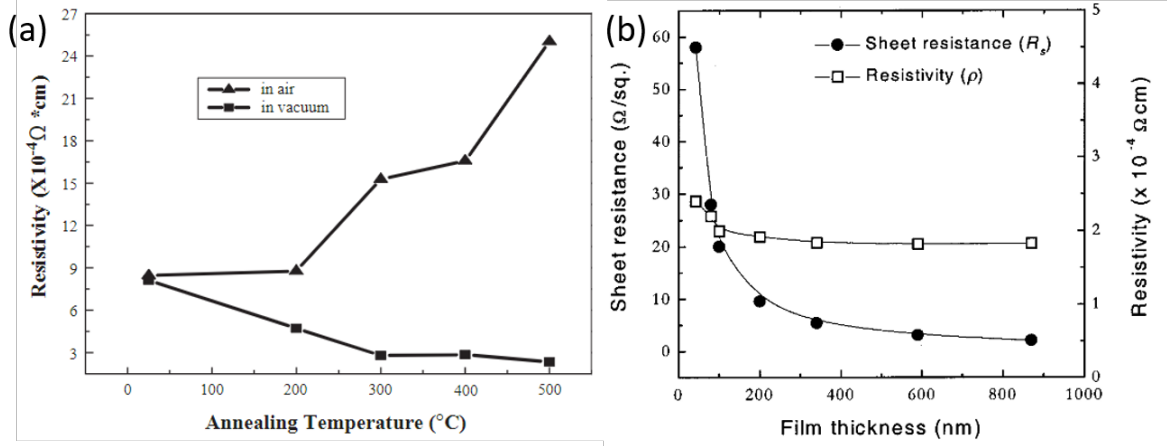 (a)
27
24
21
18
15
12
9
6
3
Resistivity (X10⁻⁴Ω *cm)
in air
in vacuum
0 100 200 300 400 500
Annealing Temperature (°C)
(b)
60
50
40
30
20
10
0
Sheet resistance (Ω/sq.)
Sheet resistance (Rₛ)
Resistivity (ρ)
5
4
3
2
1
0
Resistivity (x 10⁻⁴ Ωcm)
0 200 400 600 800 1000
Film thickness (nm)